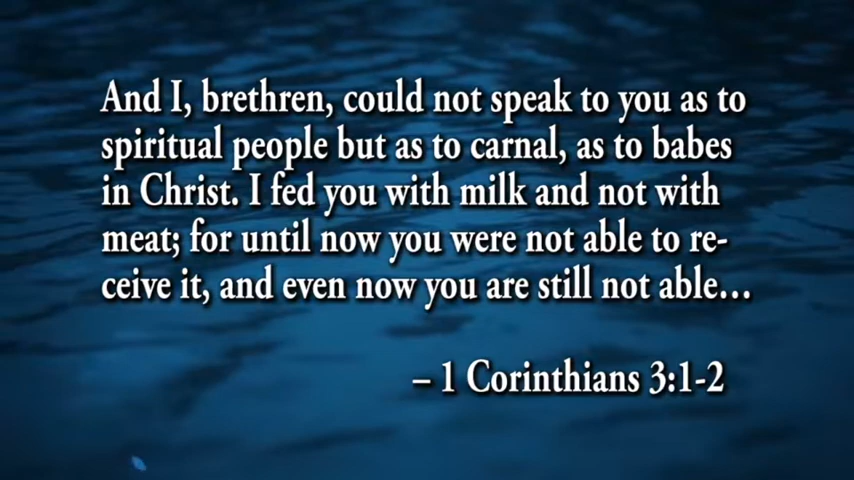 And I, brethren, could not speak to you as to
spiritual people but as to carnal, as to babes
in Christ. I fed you with milk and not with
meat; for until now you were not able to re-
ceive it, and even now you are still not able...
– 1 Corinthians 3:1-2